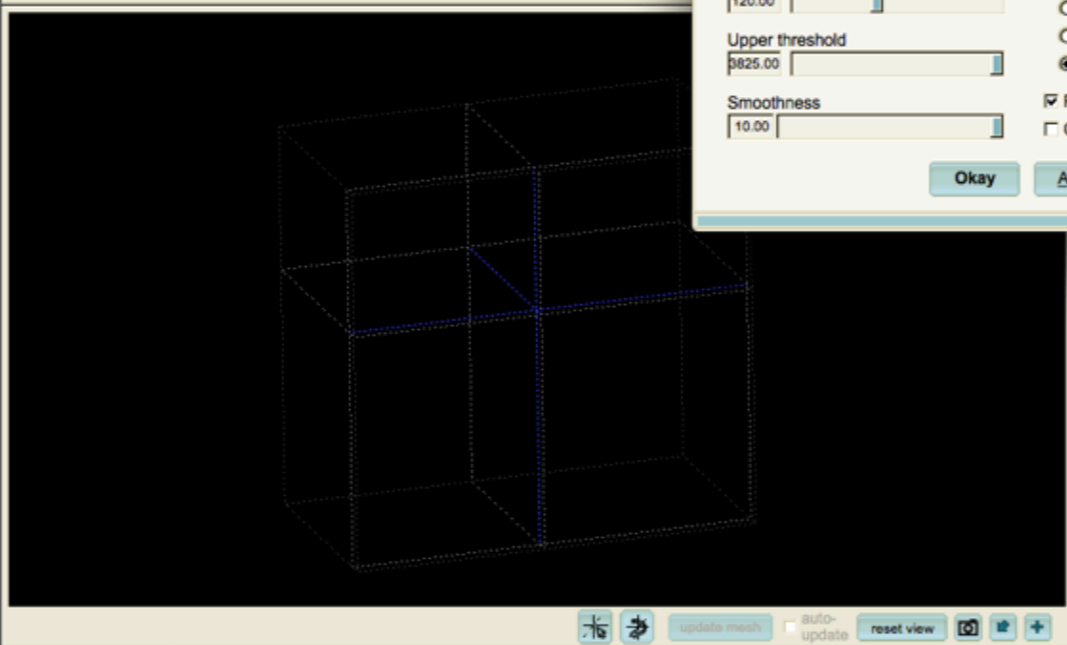 120.00
Upper threshold
3825.00
Smoothness
10.00
Okay
A
update mesh
auto-
update
reset view